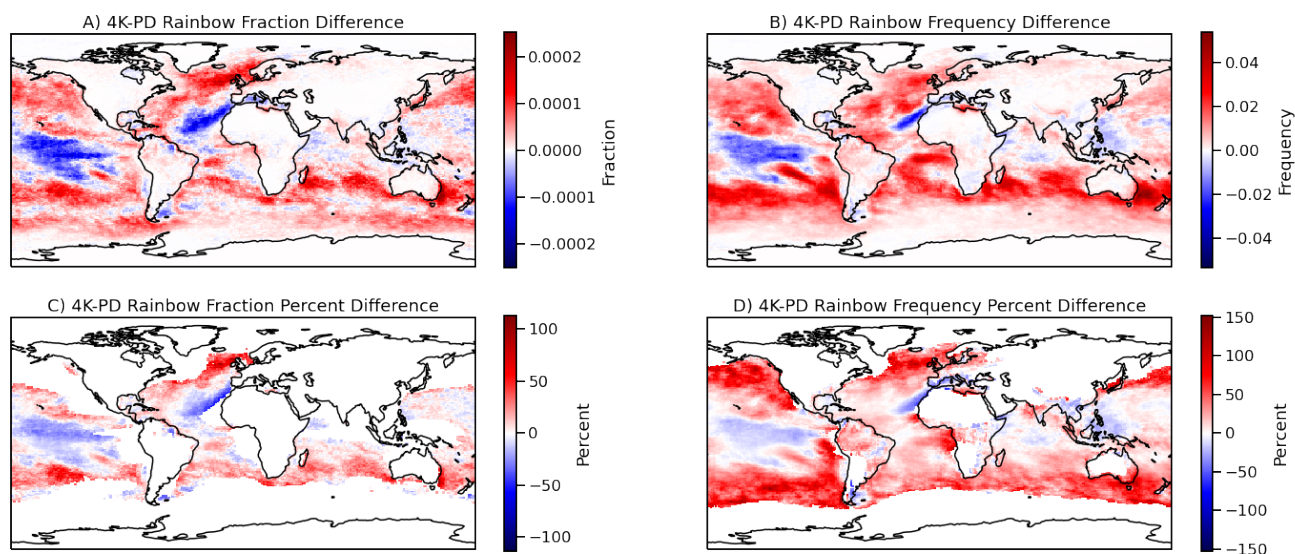 A) 4K-PD Rainbow Fraction Difference
0.0002
0.0001
0.0000
−0.0001
−0.0002
Fraction
B) 4K-PD Rainbow Frequency Difference
0.04
0.02
0.00
−0.02
−0.04
Frequency
C) 4K-PD Rainbow Fraction Percent Difference
100
50
0
−50
−100
Percent
D) 4K-PD Rainbow Frequency Percent Difference
150
100
50
0
−50
−100
−150
Percent